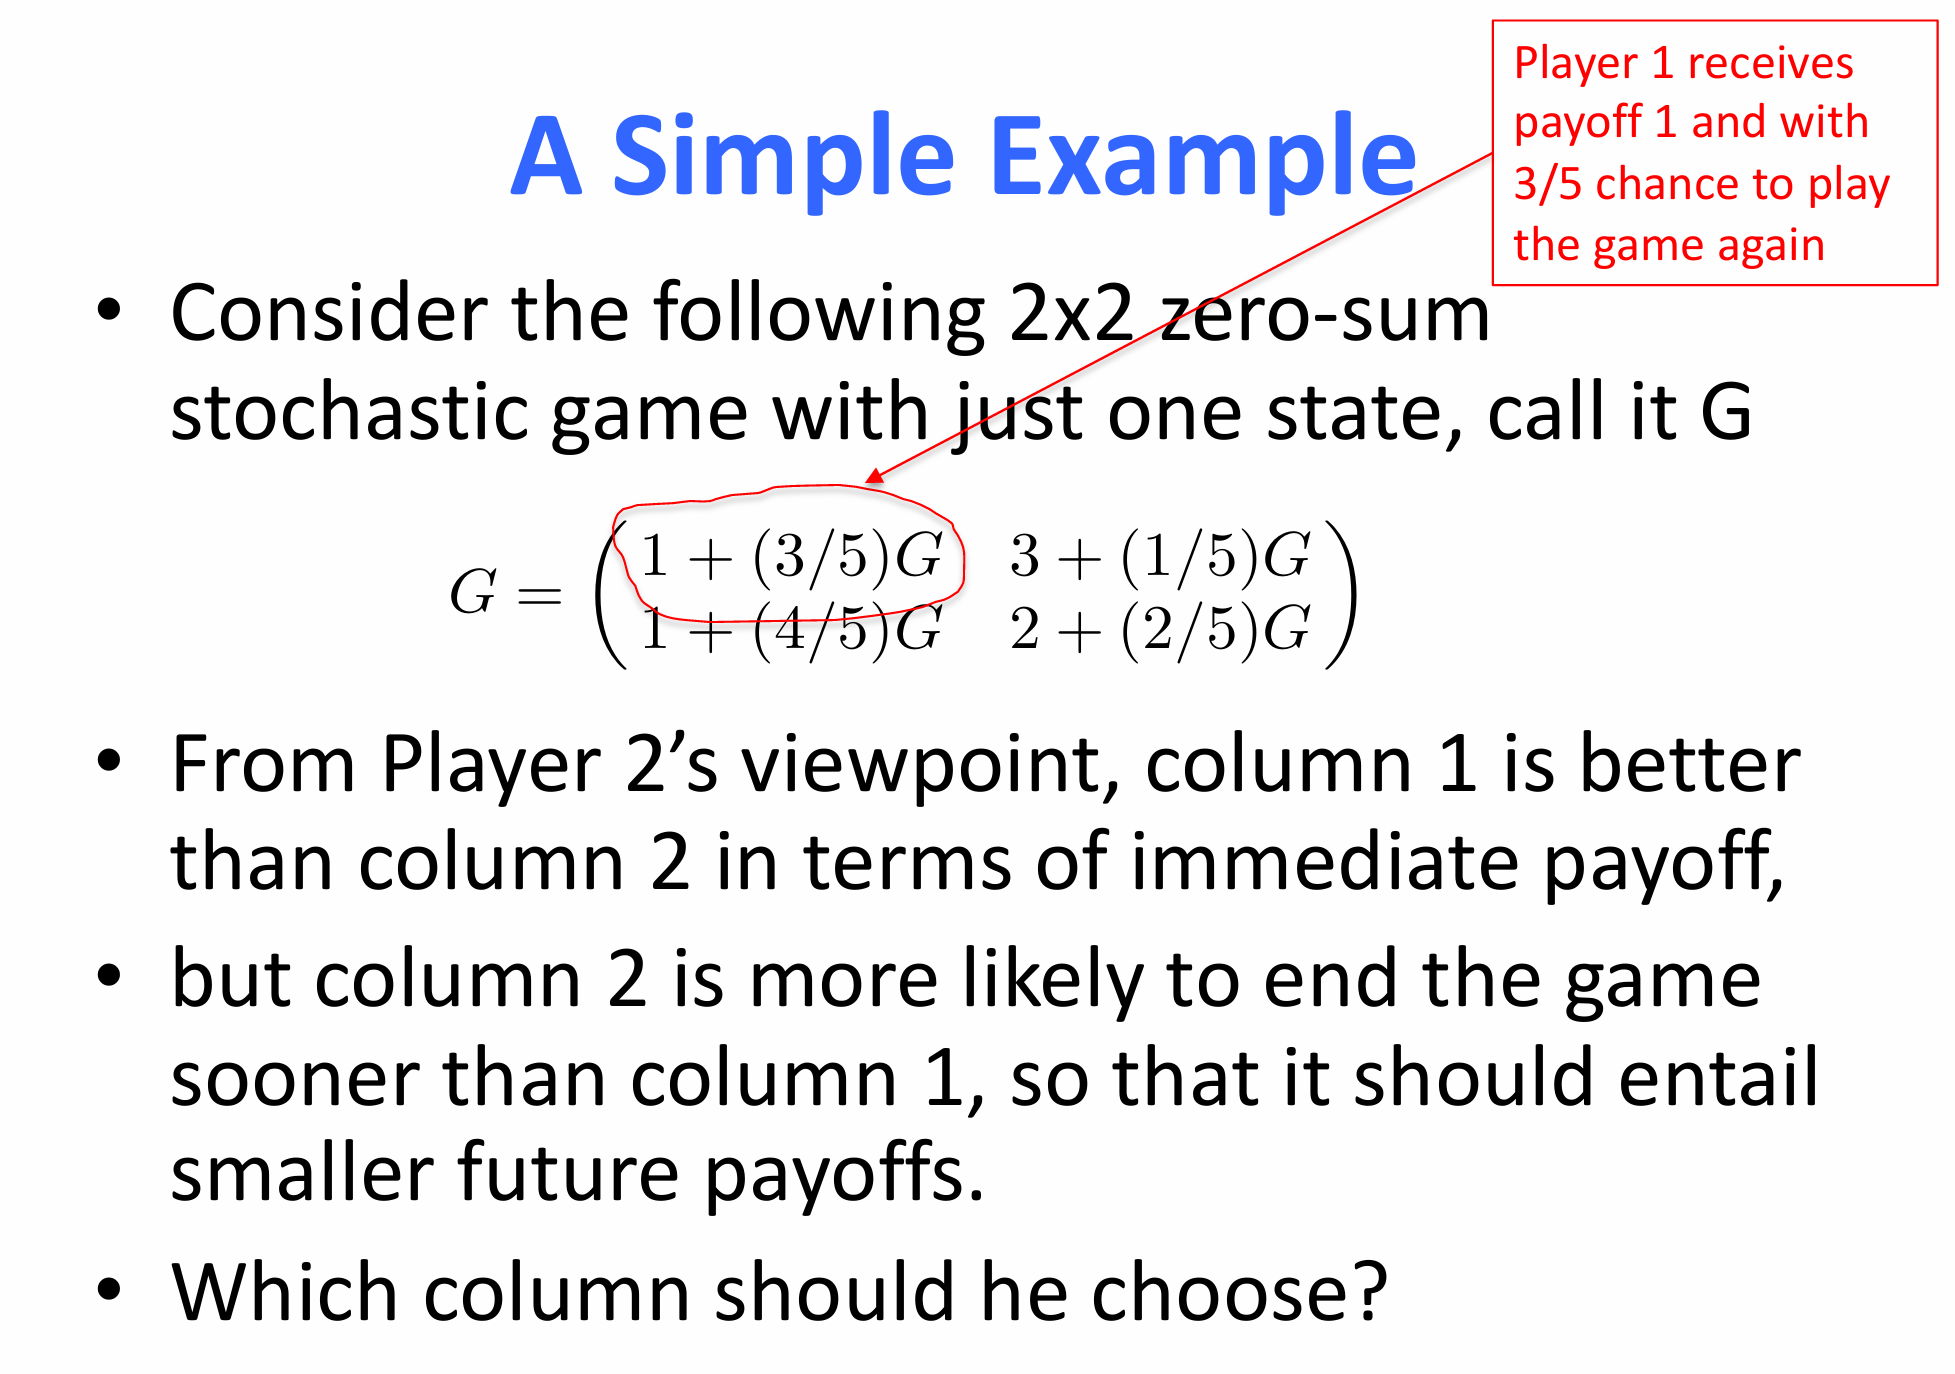 Player 1 receives
payoff 1 and with
3/5 chance to play
the game again
A Simple Example
• Consider the following 2x2 zero-sum
stochastic game with just one state, call it G
G = ( 1 + (3/5)G 3 + (1/5)G
1 + (4/5)G 2 + (2/5)G )
• From Player 2’s viewpoint, column 1 is better
than column 2 in terms of immediate payoff,
• but column 2 is more likely to end the game
sooner than column 1, so that it should entail
smaller future payoffs.
• Which column should he choose?